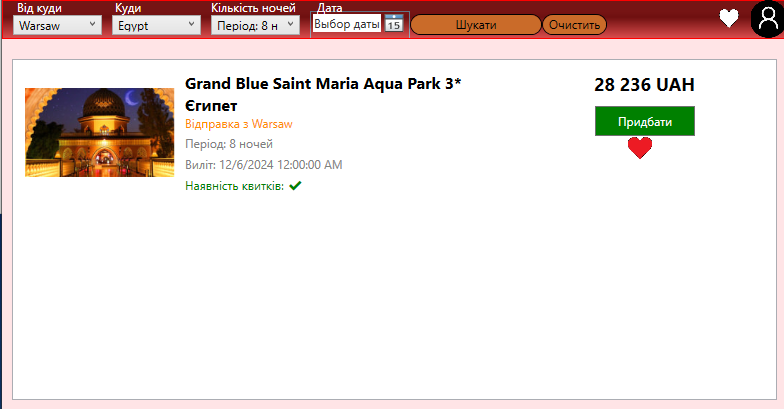 Від куди
Куди
Кількість ночей
Дата
Warsaw
Egypt
Період: 8 н
Выбор даты
15
Шукати
Очистить
Grand Blue Saint Maria Aqua Park 3*
28 236 UAH
Єгипет
Відправка з Warsaw
Придбати
Період: 8 ночей
Виліт: 12/6/2024 12:00:00 AM
Наявність квитків: